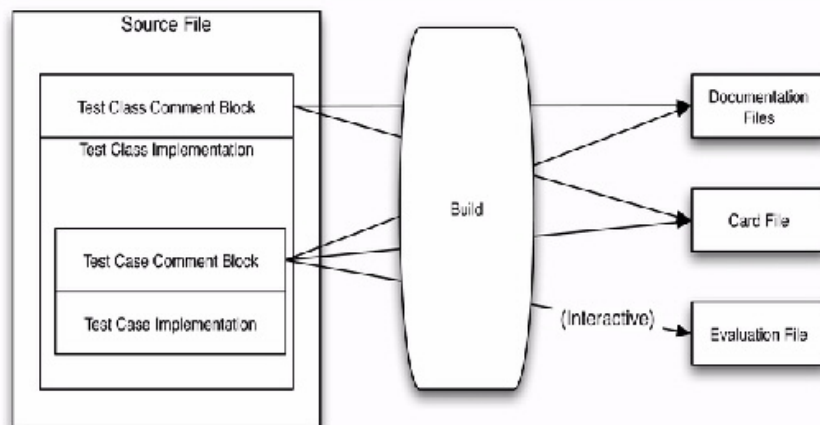 Source File
Test Class Comment Block
Test Class Implementation
Test Case Comment Block
Test Case Implementation
Build
(Interactive)
Documentation
Files
Card File
Evaluation File